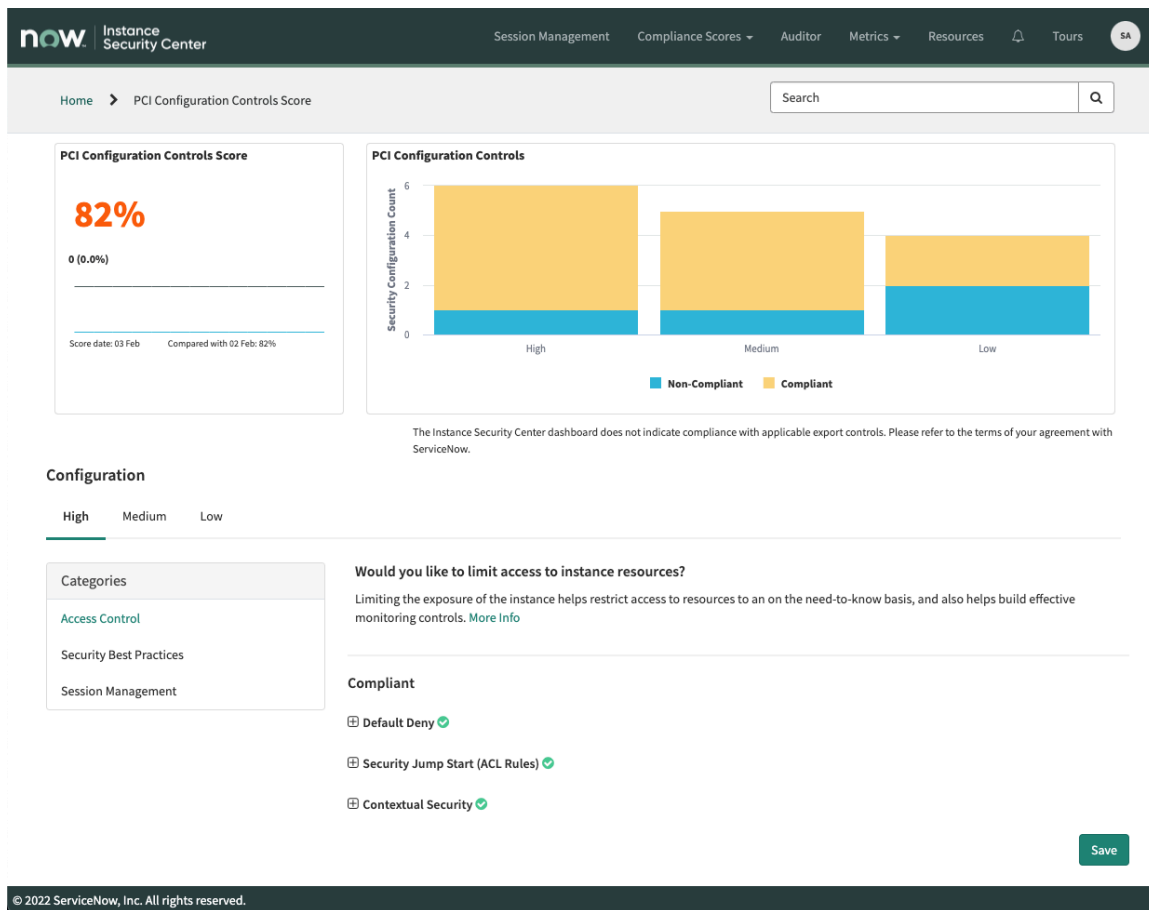 now. Instance
Security Center
Session Management Compliance Scores Auditor Metrics Resources Tours SA
Home PCI Configuration Controls Score
Search
PCI Configuration Controls Score
82%
0 (0.0%)
Score date: 03 Feb Compared with 02 Feb: 82%
PCI Configuration Controls
Security Configuration Count
6
4
2
0
High Medium Low
Non-Compliant Compliant
The Instance Security Center dashboard does not indicate compliance with applicable export controls. Please refer to the terms of your agreement with
ServiceNow.
Configuration
High Medium Low
Categories
Access Control
Security Best Practices
Session Management
Would you like to limit access to instance resources?
Limiting the exposure of the instance helps restrict access to resources to an on the need-to-know basis, and also helps build effective
monitoring controls. More Info
Compliant
Default Deny
Security Jump Start (ACL Rules)
Contextual Security
Save
© 2022 ServiceNow, Inc. All rights reserved.